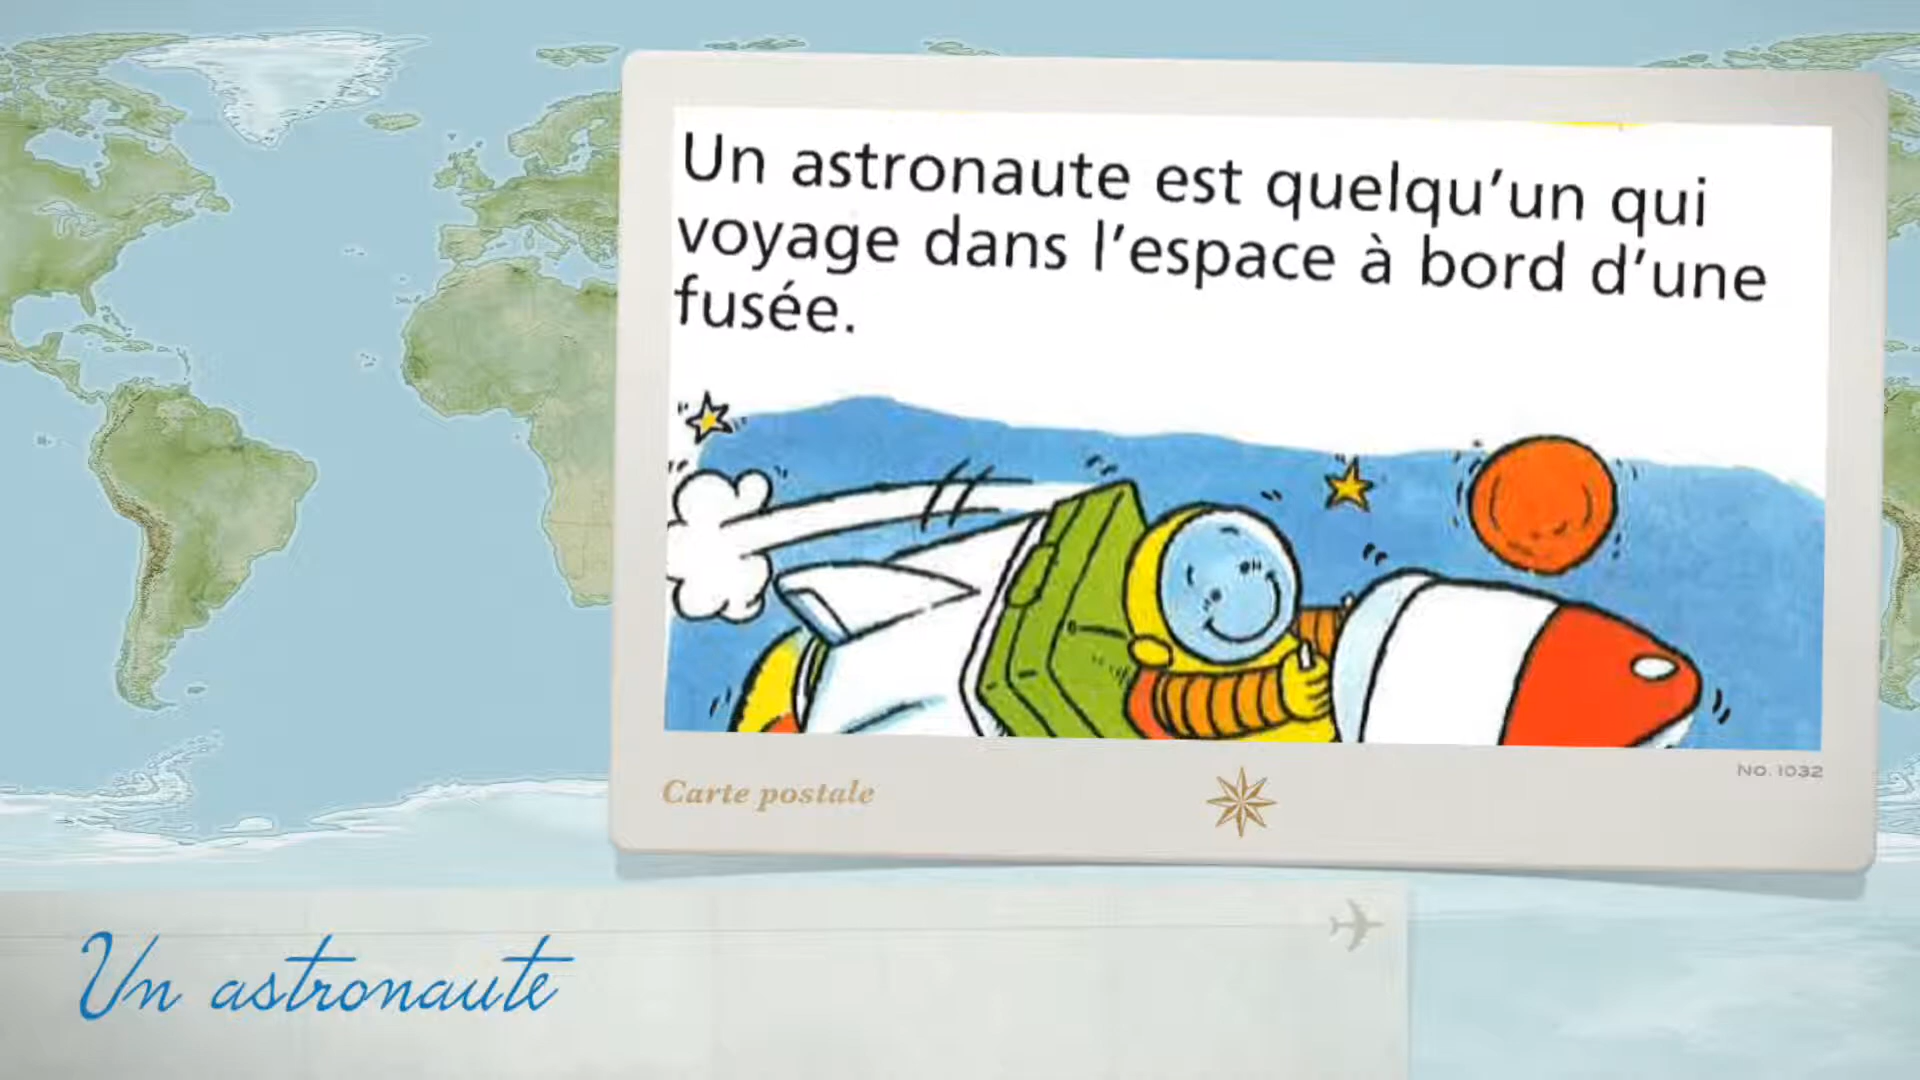 Un astronaute est quelqu'un qui
voyage dans l'espace à bord d'une
fusée.
Carte postale
No. 1032
Un astronaute